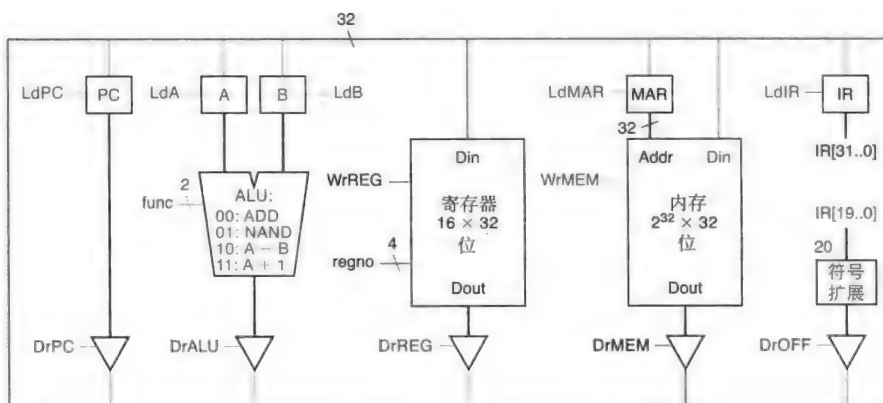 32
LdPC
PC
LdA
A
B
LdB
LdMAR
MAR
LdIR
IR
32
IR[31..0]
Din
Addr
Din
WrREG
WrMEM
2
func
ALU:
00: ADD
01: NAND
10: A − B
11: A + 1
寄存器
16 × 32
位
内存
2³² × 32
位
IR[19..0]
4
regno
20
符号
扩展
Dout
Dout
DrPC
DrALU
DrREG
DrMEM
DrOFF